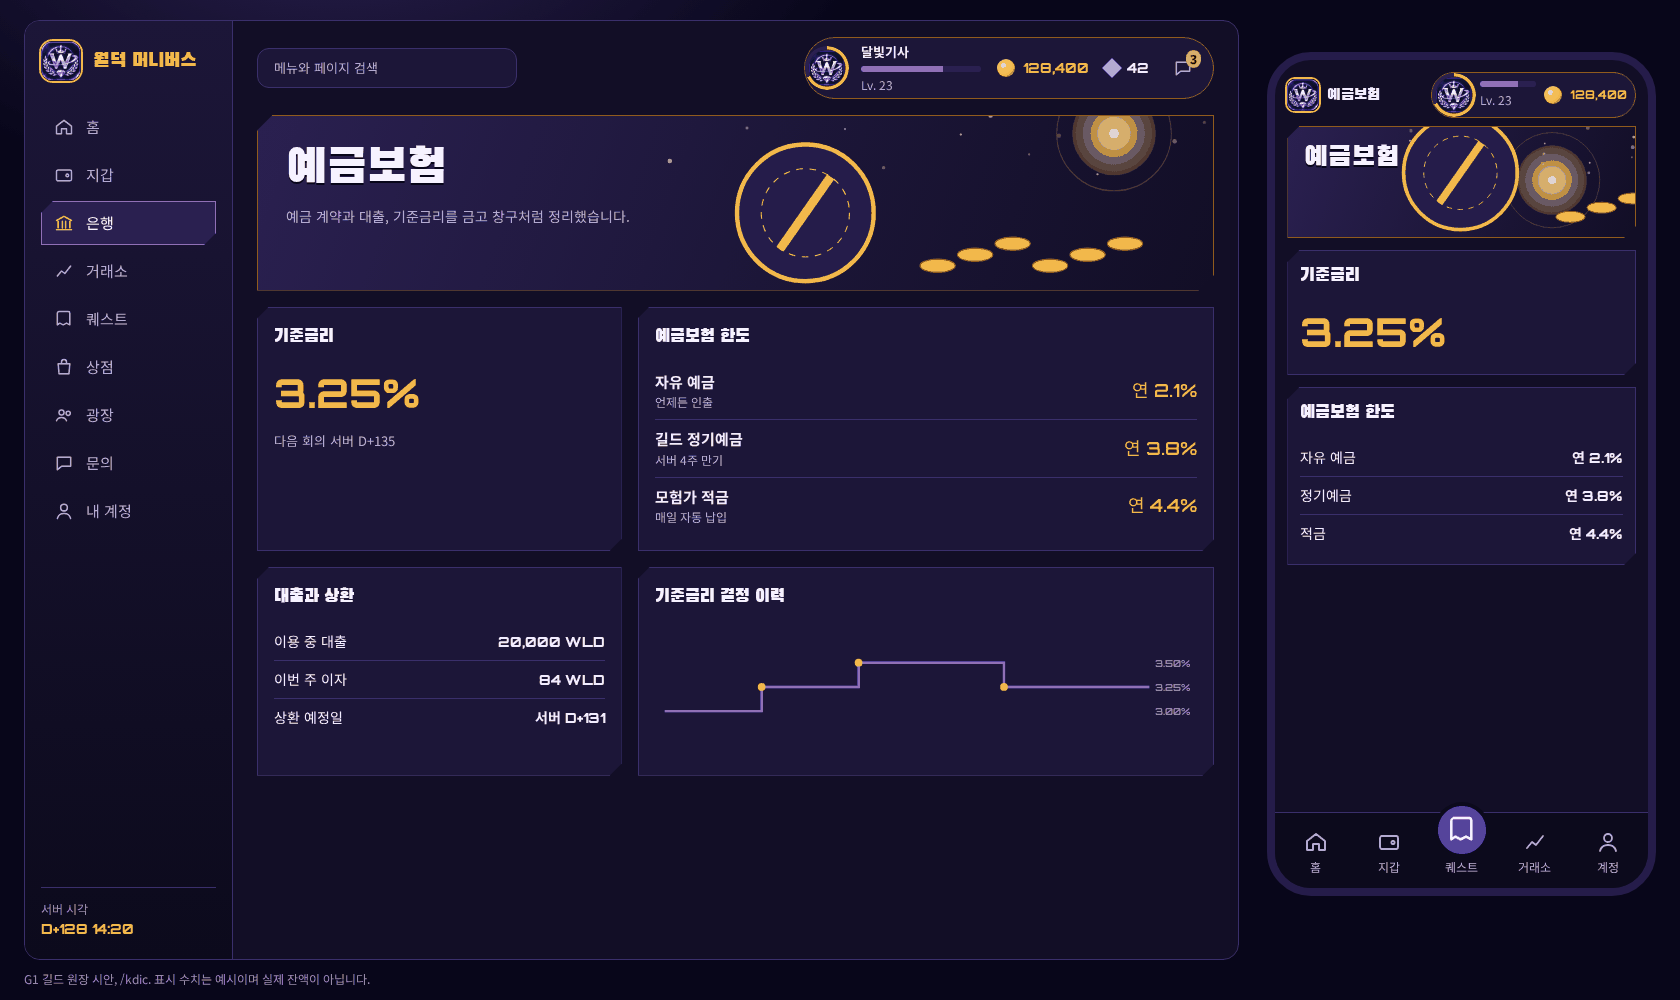 월덕 머니버스
홈
지갑
은행
거래소
퀘스트
상점
광장
문의
내 계정
서버 시각
D+128 14:20
메뉴와 페이지 검색
달빛기사
Lv. 23
128,400
42
3
예금보험
예금 계약과 대출, 기준금리를 금고 창구처럼 정리했습니다.
기준금리
3.25%
다음 회의 서버 D+135
예금보험 한도
자유 예금
언제든 인출
연 2.1%
길드 정기예금
서버 4주 만기
연 3.8%
모험가 적금
매일 자동 납입
연 4.4%
대출과 상환
이용 중 대출 20,000 WLD
이번 주 이자 84 WLD
상환 예정일 서버 D+131
기준금리 결정 이력
3.50%
3.25%
3.00%
G1 길드 원장 시안, /kdic. 표시 수치는 예시이며 실제 잔액이 아닙니다.
예금보험
Lv. 23
128,400
예금보험
기준금리
3.25%
예금보험 한도
자유 예금 연 2.1%
정기예금 연 3.8%
적금 연 4.4%
홈
지갑
퀘스트
거래소
계정